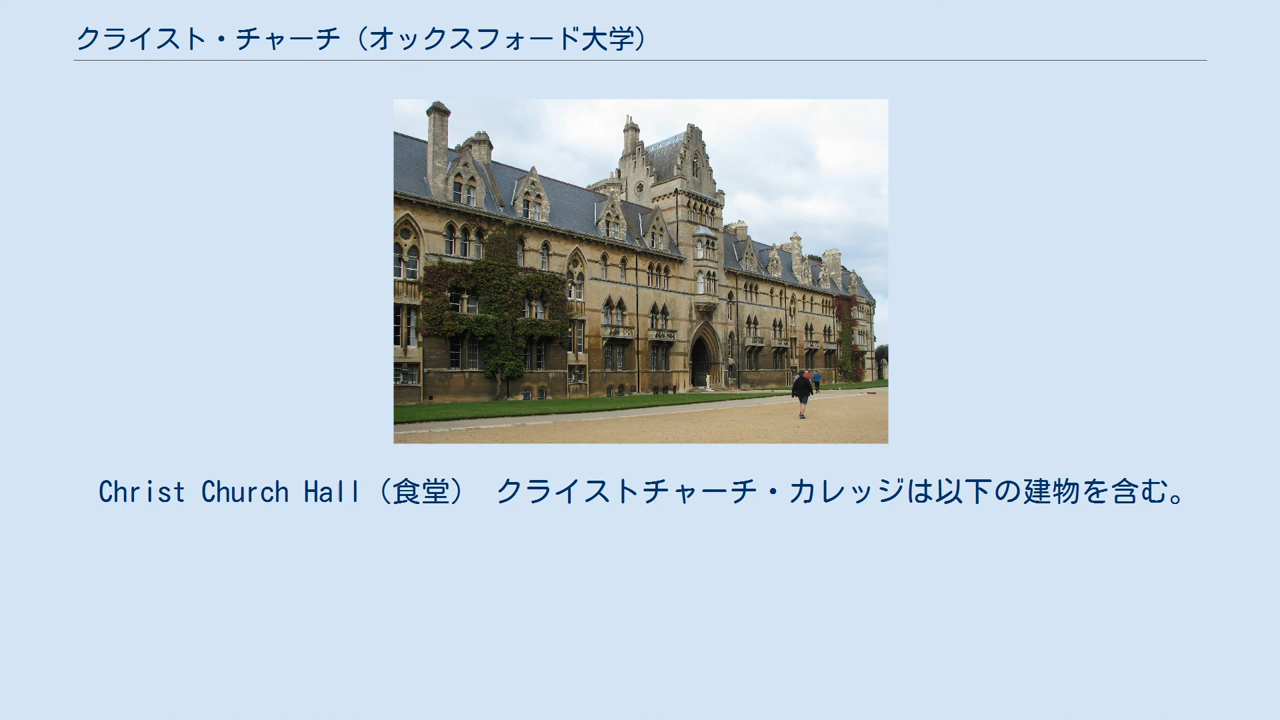 クライスト・チャーチ（オックスフォード大学）
Christ Church Hall（食堂） クライストチャーチ・カレッジは以下の建物を含む。